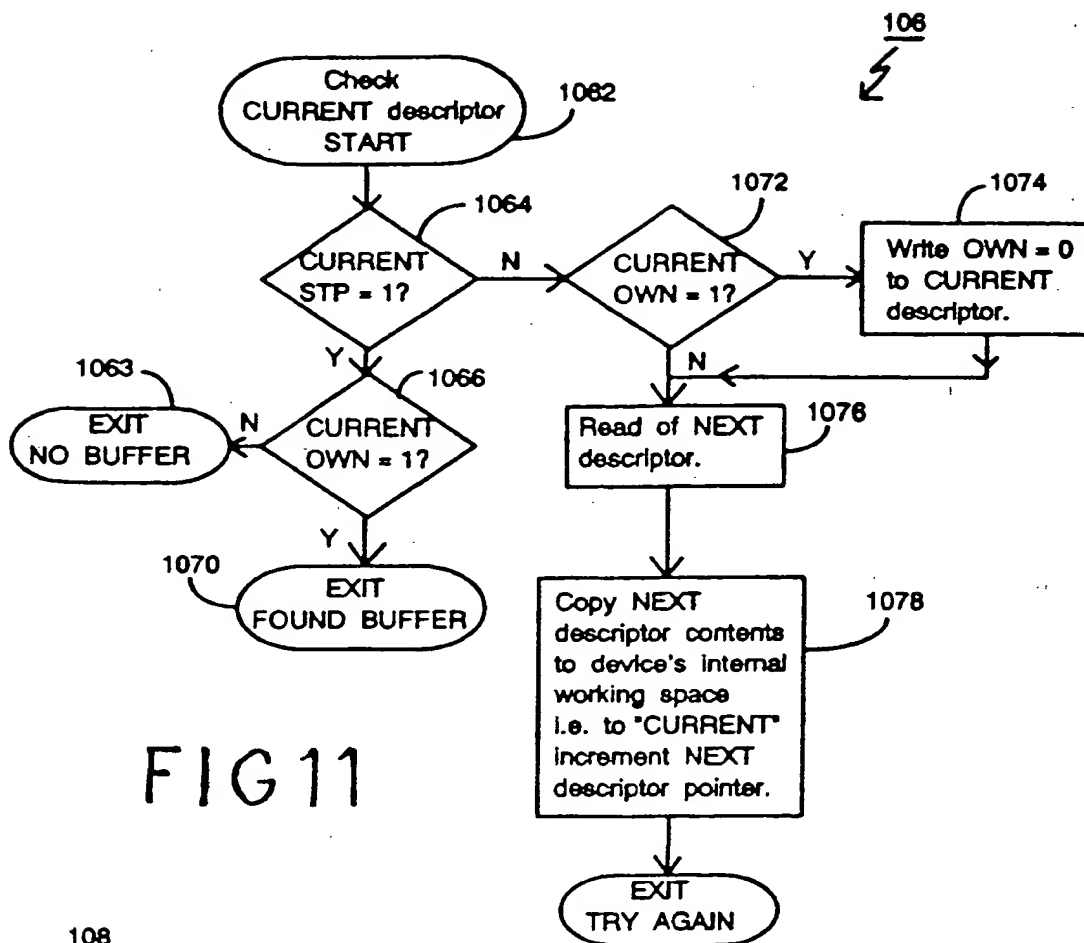 106
Check
CURRENT descriptor
START
1062
1064
CURRENT
STP = 1?
N
1072
CURRENT
OWN = 1?
Y
1074
Write OWN = 0
to CURRENT
descriptor.
Y
N
1063
EXIT
NO BUFFER
N
1066
CURRENT
OWN = 1?
1076
Read of NEXT
descriptor.
Y
1070
EXIT
FOUND BUFFER
Copy NEXT
descriptor contents
to device's internal
working space
i.e. to "CURRENT"
increment NEXT
descriptor pointer.
1078
FIG 11
EXIT
TRY AGAIN
108